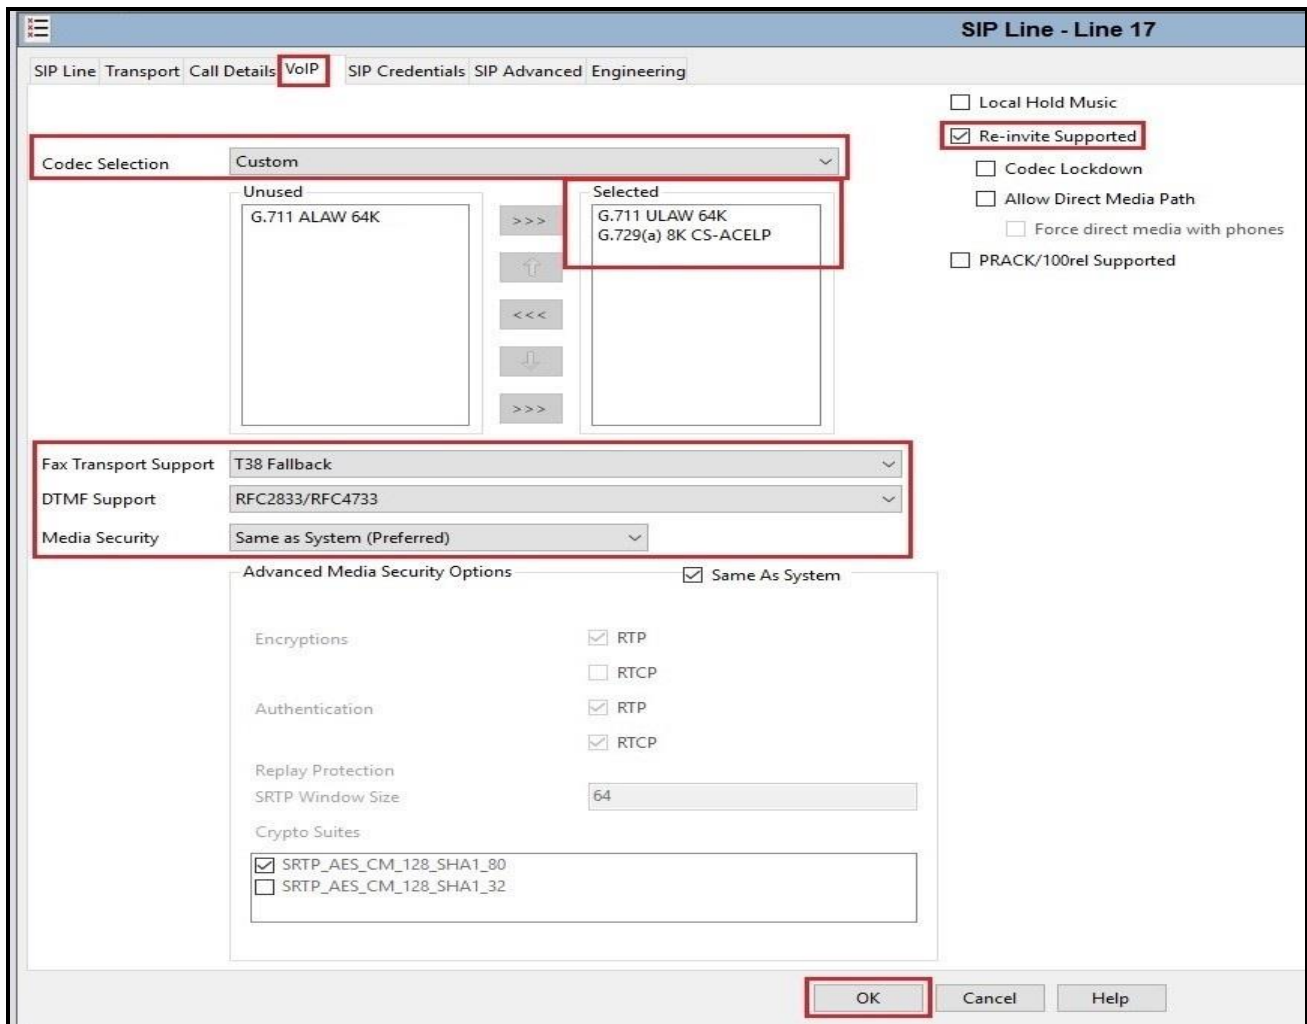 SIP Line - Line 17
SIP Line Transport Call Details VoIP SIP Credentials SIP Advanced Engineering
Local Hold Music
Re-invite Supported
Codec Lockdown
Allow Direct Media Path
Force direct media with phones
PRACK/100rel Supported
Codec Selection Custom
Unused
G.711 ALAW 64K
>>>
<<<
>>>
Selected
G.711 ULAW 64K
G.729(a) 8K CS-ACELP
Fax Transport Support T38 Fallback
DTMF Support RFC2833/RFC4733
Media Security Same as System (Preferred)
Advanced Media Security Options Same As System
Encryptions RTP
RTCP
Authentication RTP
RTCP
Replay Protection
SRTP Window Size 64
Crypto Suites
SRTP_AES_CM_128_SHA1_80
SRTP_AES_CM_128_SHA1_32
OK Cancel Help